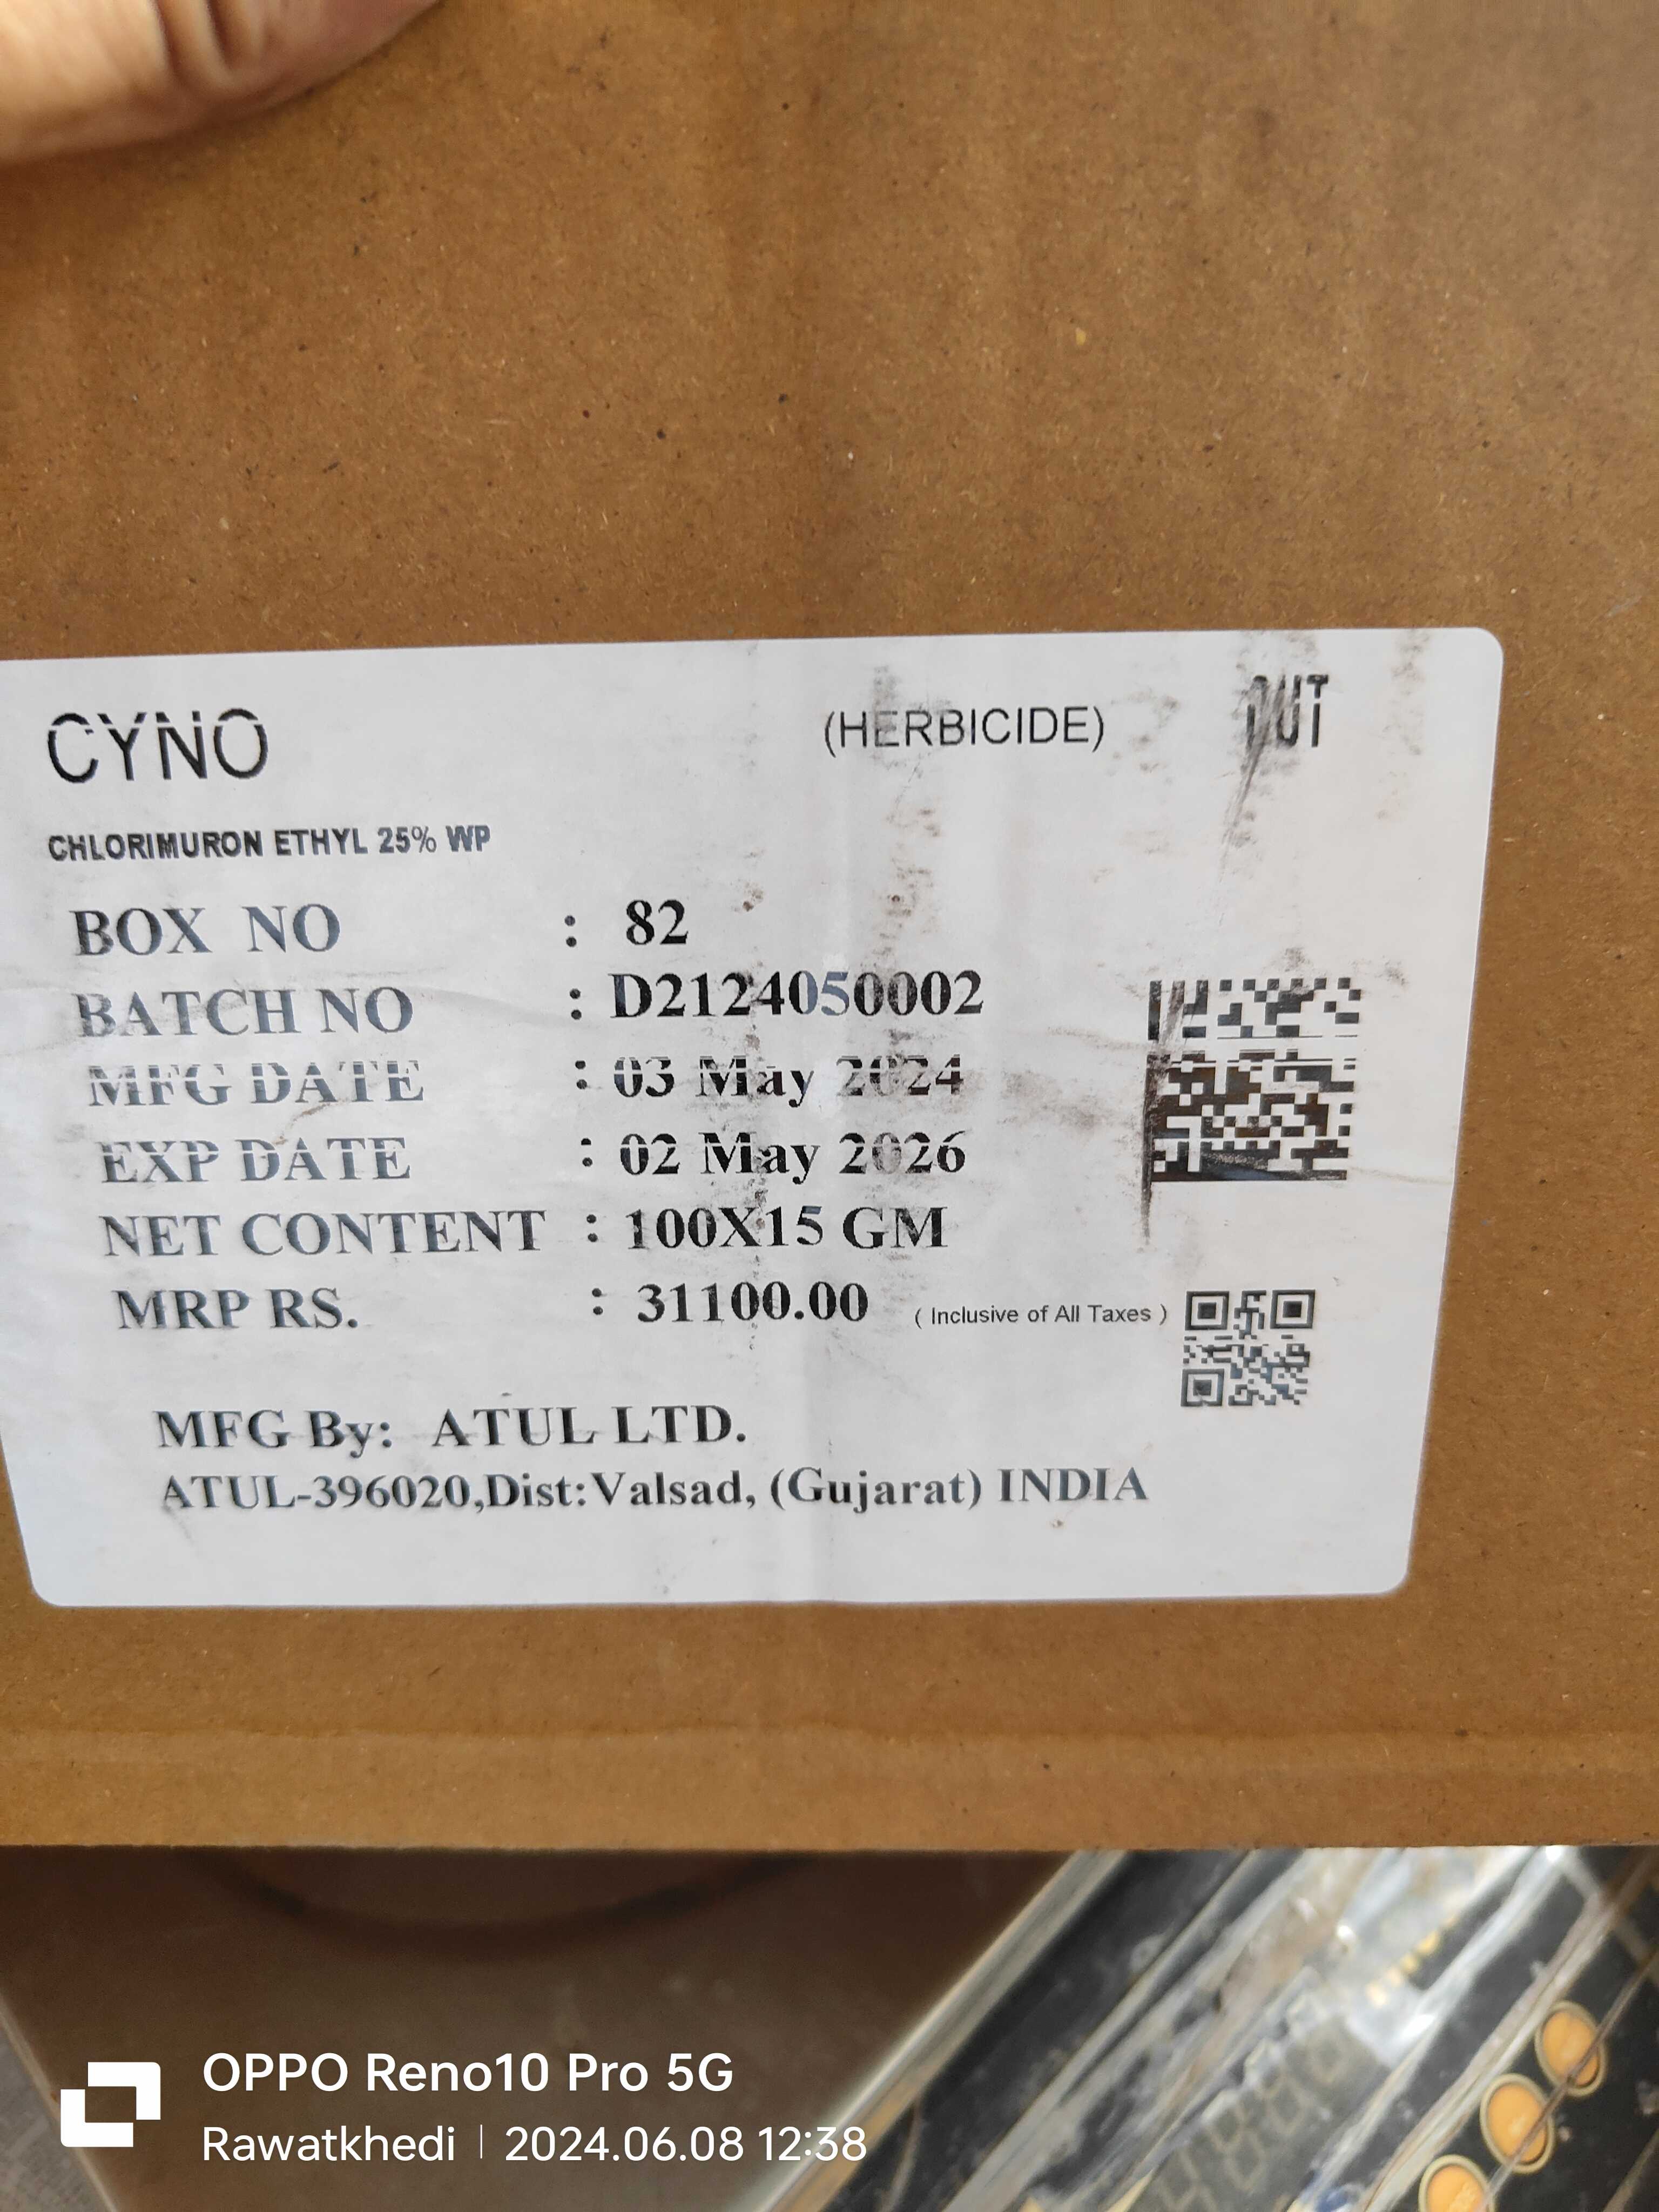 CYNO (HERBICIDE) OUT
CHLORIMURON ETHYL 25% WP
BOX NO : 82
BATCH NO : D2124050002
MFG DATE : 03 May 2024
EXP DATE : 02 May 2026
NET CONTENT : 100X15 GM
MRP RS. : 31100.00 ( Inclusive of All Taxes )
MFG By: ATUL LTD.
ATUL-396020,Dist:Valsad, (Gujarat) INDIA
OPPO Reno10 Pro 5G
Rawatkhedi | 2024.06.08 12:38